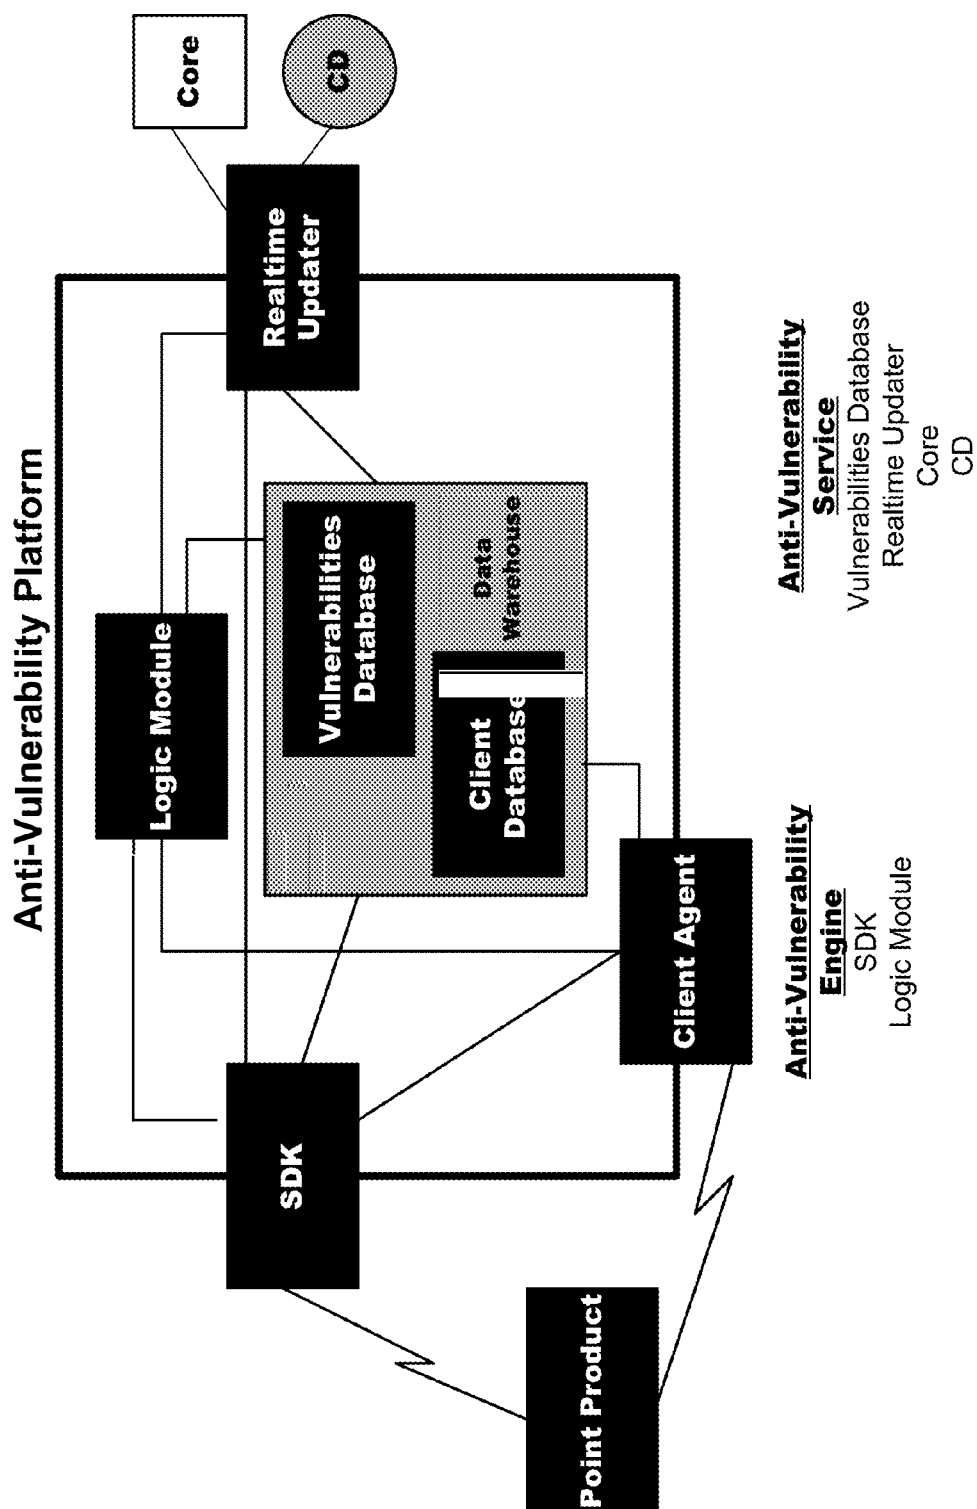 Anti-Vulnerability Platform
Core
CD
Realtime
Updater
Logic Module
Vulnerabilities
Database
Data
Warehouse
Client
Database
SDK
Client Agent
Point Product
Anti-Vulnerability
Engine
SDK
Logic Module
Anti-Vulnerability
Service
Vulnerabilities Database
Realtime Updater
Core
CD